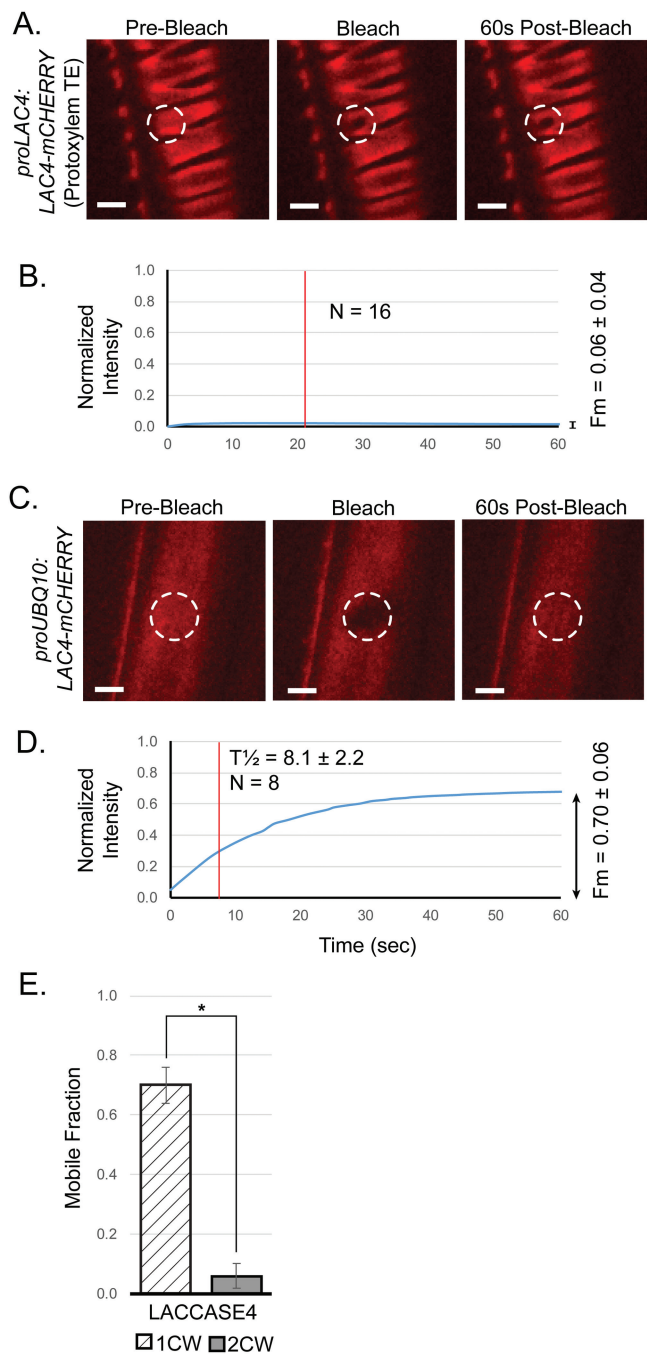 A.
Pre-Bleach
Bleach
60s Post-Bleach
proLAC4:
LAC4-mCHERRY
(Protoxylem TE)
B.
Normalized
Intensity
1.0
0.8
0.6
0.4
0.2
0.0
N = 16
0
10
20
30
40
50
60
Fm = 0.06 ± 0.04
C.
Pre-Bleach
Bleach
60s Post-Bleach
proUBQ10:
LAC4-mCHERRY
D.
Normalized
Intensity
1.0
0.8
0.6
0.4
0.2
0.0
T½ = 8.1 ± 2.2
N = 8
0
10
20
30
40
50
60
Time (sec)
Fm = 0.70 ± 0.06
E.
Mobile Fraction
1.0
0.8
0.6
0.4
0.2
0.0
*
LACCASE4
1CW 2CW